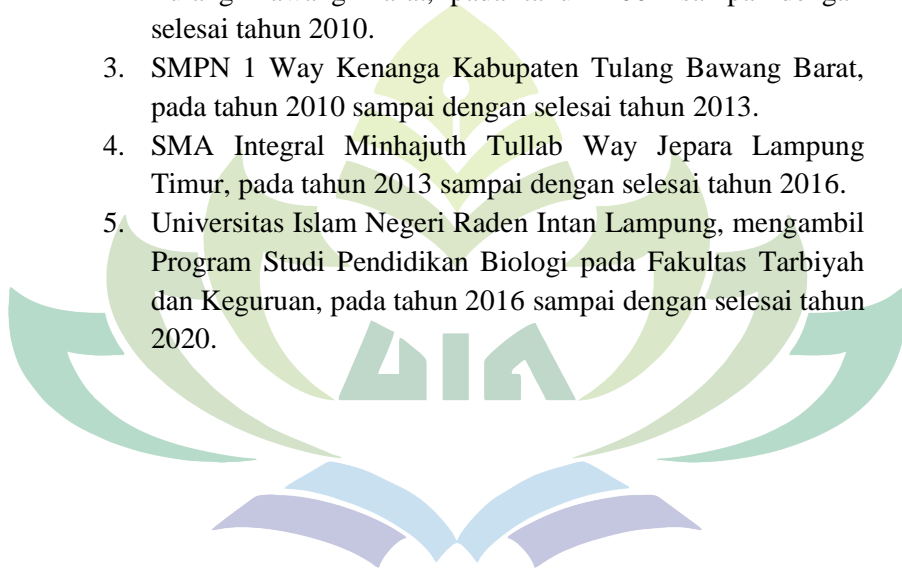 selesai tahun 2010.
3. SMPN 1 Way Kenanga Kabupaten Tulang Bawang Barat,
pada tahun 2010 sampai dengan selesai tahun 2013.
4. SMA Integral Minhajuth Tullab Way Jepara Lampung
Timur, pada tahun 2013 sampai dengan selesai tahun 2016.
5. Universitas Islam Negeri Raden Intan Lampung, mengambil
Program Studi Pendidikan Biologi pada Fakultas Tarbiyah
dan Keguruan, pada tahun 2016 sampai dengan selesai tahun
2020.
UIN